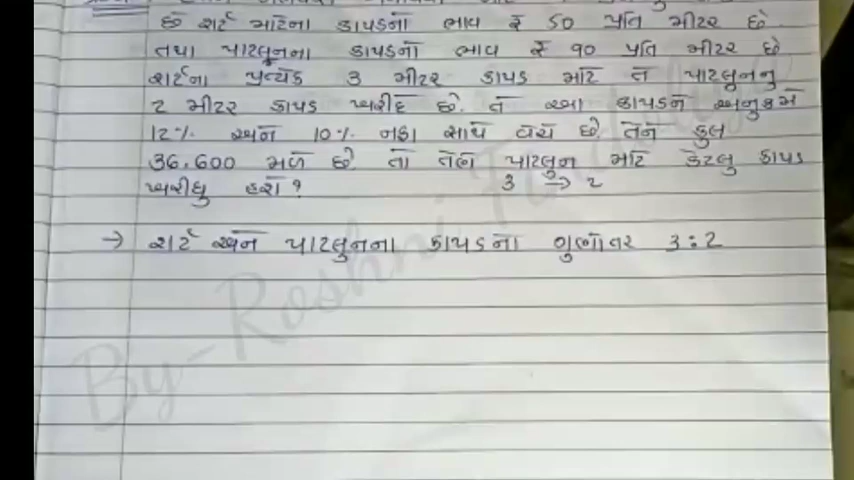 છે શર્ટ માટેના કાપડનો ભાવ ₹ 50 પ્રતિ મીટર છે.
તથા પાટલુનના કાપડનો ભાવ ₹ 90 પ્રતિ મીટર છે
શર્ટના પ્રત્યેક 3 મીટર કાપડ માટે તે પાટલુનનુ
2 મીટર કાપડ ખરીદે છે. તે આ કાપડને અનુક્રમે
12% અને 10% નફા સાથે વેચે છે. તેને કુલ
36,600 મળે છે. તો તેણે પાટલુન માટે કેટલુ કાપડ
ખરીધુ હશે? 3 => 2
→ શર્ટ અને પાટલુનના કાપડનો ગુણોતર 3:2
By-Roshni